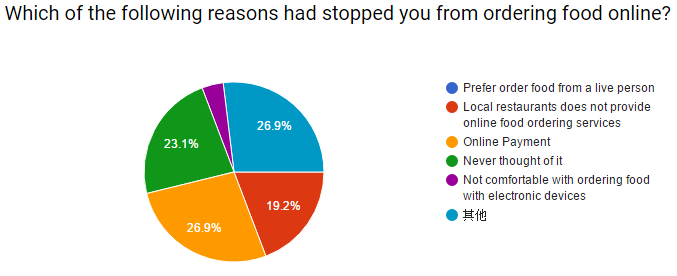 Which of the following reasons had stopped you from ordering food online?
26.9%
23.1%
19.2%
26.9%
Prefer order food from a live person
Local restaurants does not provide
online food ordering services
Online Payment
Never thought of it
Not comfortable with ordering food
with electronic devices
其他